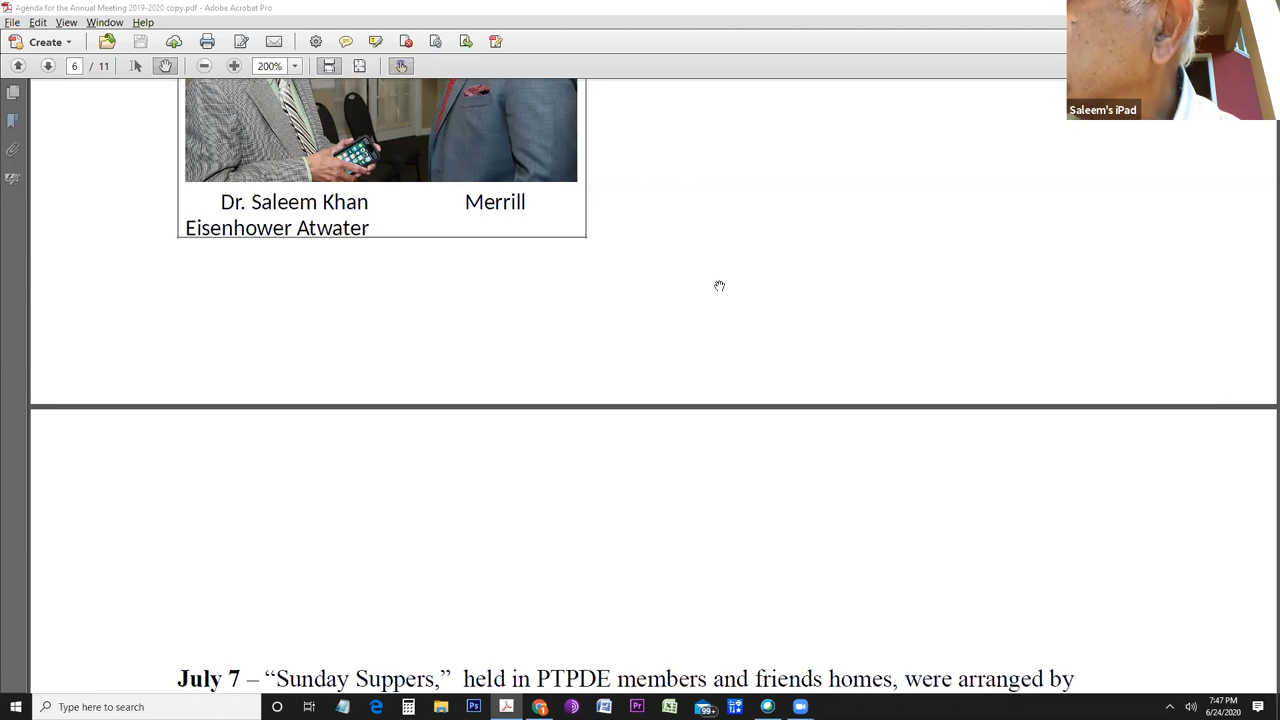 Agenda for the Annual Meeting 2019-2020 copy.pdf - Adobe Acrobat Pro
File Edit View Window Help
Create
6 / 11 200%
Saleem's iPad
Dr. Saleem Khan Merrill
Eisenhower Atwater
July 7 – “Sunday Suppers,” held in PTPDE members and friends homes, were arranged by
Type here to search
99+
7:47 PM
6/24/2020